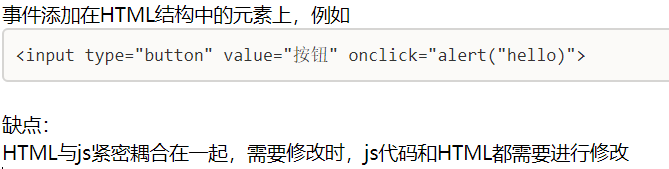 事件添加在HTML结构中的元素上，例如
<input type="button" value="按钮" onclick="alert("hello)">
缺点：
HTML与js紧密耦合在一起，需要修改时，js代码和HTML都需要进行修改